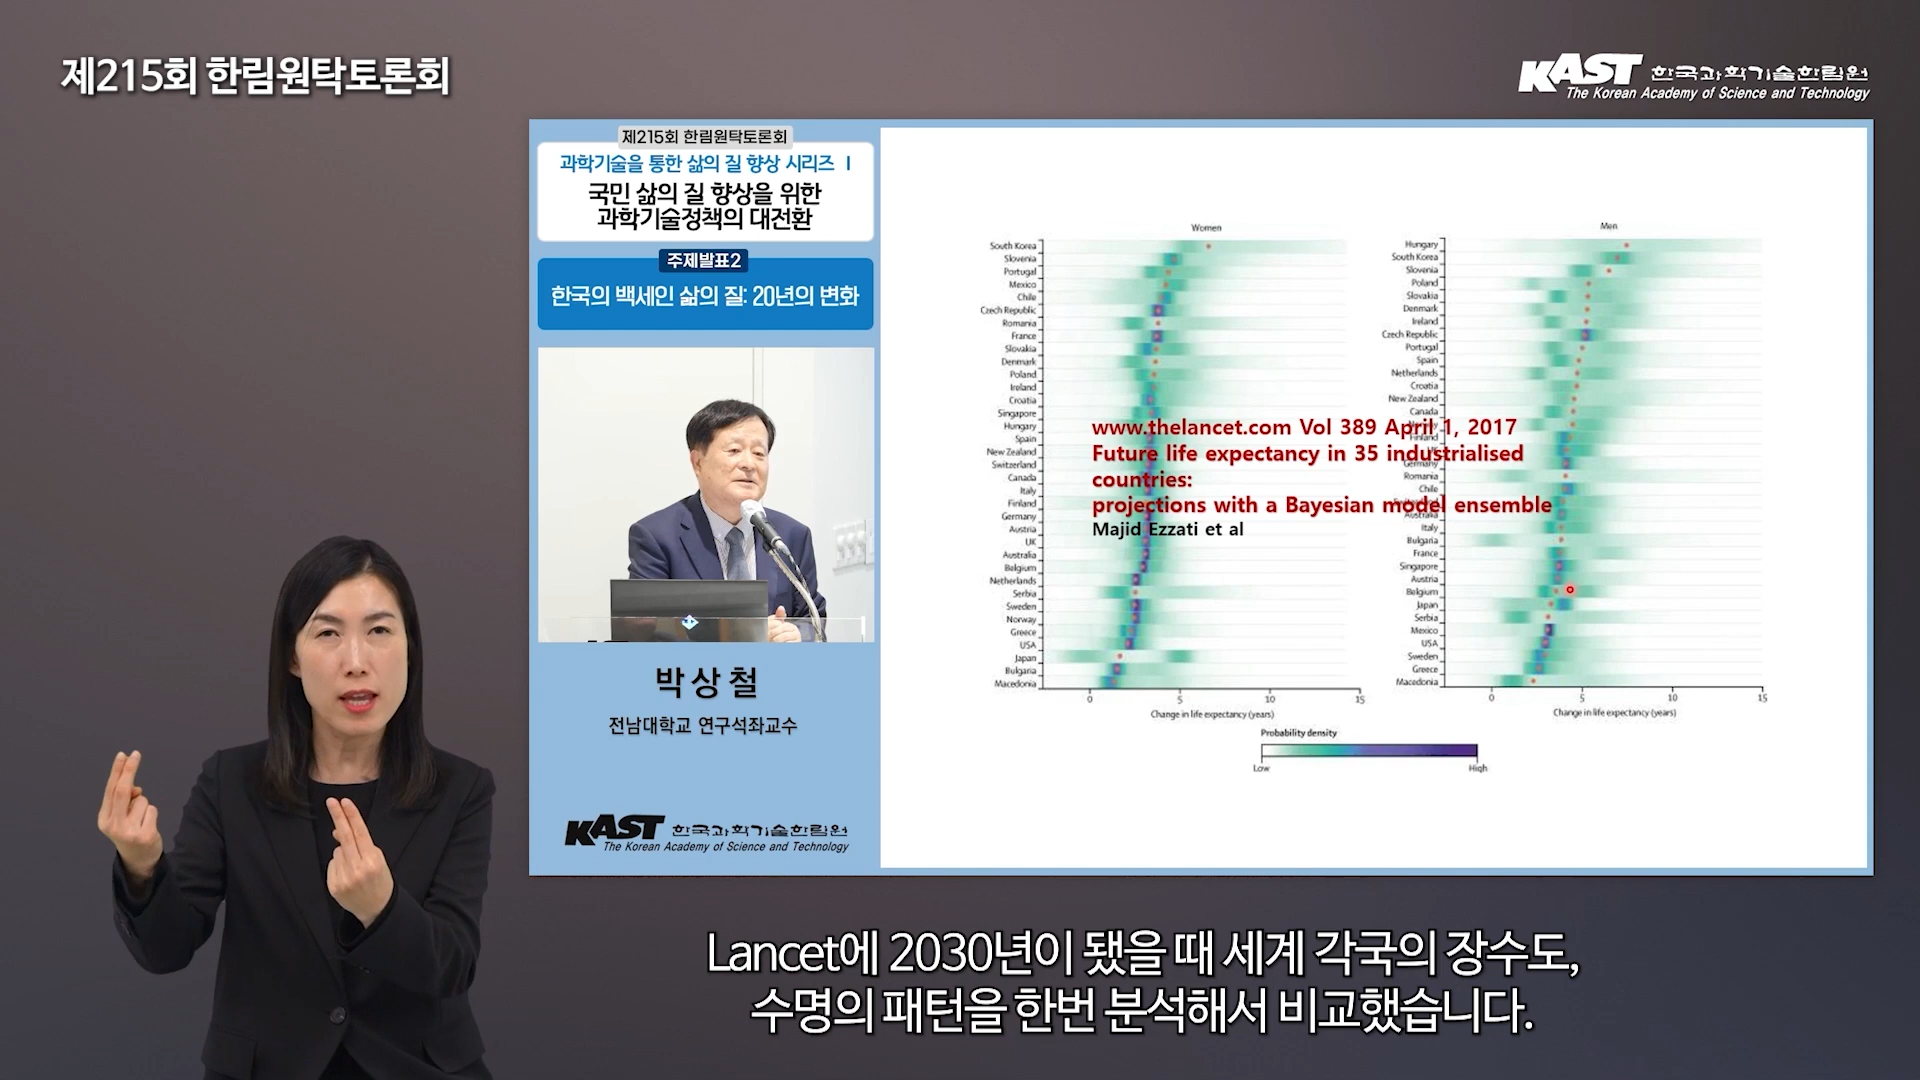 제215회 한림원탁토론회
KAST 한국과학기술한림원
The Korean Academy of Science and Technology
제215회 한림원탁토론회
과학기술을 통한 삶의 질 향상 시리즈 Ⅰ
국민 삶의 질 향상을 위한
과학기술정책의 대전환
주제발표2
한국의 백세인 삶의 질: 20년의 변화
박상철
전남대학교 연구석좌교수
KAST 한국과학기술한림원
The Korean Academy of Science and Technology
Women
South Korea
Slovenia
Portugal
Mexico
Chile
Czech Republic
Romania
France
Slovakia
Denmark
Poland
Ireland
Croatia
Singapore
Hungary
Spain
New Zealand
Switzerland
Canada
Italy
Finland
Germany
Austria
UK
Australia
Belgium
Netherlands
Serbia
Sweden
Norway
Greece
USA
Japan
Bulgaria
Macedonia
0 5 10 15
Change in life expectancy (years)
Men
Hungary
South Korea
Slovenia
Poland
Slovakia
Denmark
Ireland
Czech Republic
Portugal
Spain
Netherlands
Croatia
New Zealand
Canada
Finland
Germany
Romania
Chile
Australia
Italy
Bulgaria
France
Singapore
Austria
Belgium
Japan
Serbia
Mexico
USA
Sweden
Greece
Macedonia
0 5 10 15
Change in life expectancy (years)
www.thelancet.com Vol 389 April 1, 2017
Future life expectancy in 35 industrialised
countries:
projections with a Bayesian model ensemble
Majid Ezzati et al
Probability density
Low High
Lancet에 2030년이 됐을 때 세계 각국의 장수도,
수명의 패턴을 한번 분석해서 비교했습니다.